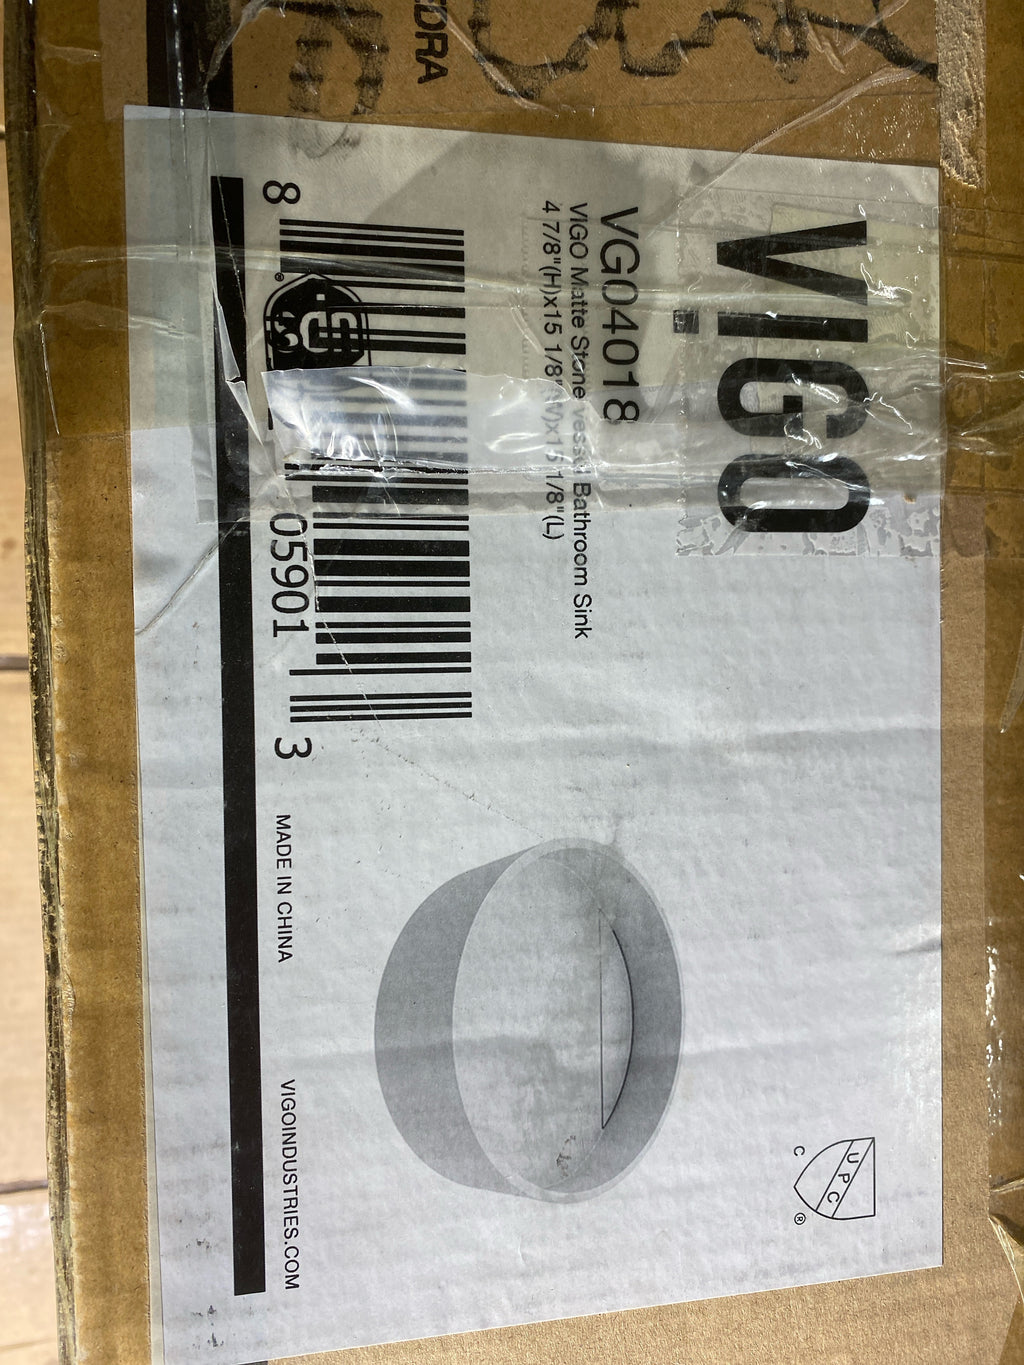 EDRA
VIGO
VG04018
VIGO Matte Stone Vessel Bathroom Sink
4 7/8"(H)x15 1/8"(W)x15 1/8"(L)
8
05901
3
MADE IN CHINA
VIGOINDUSTRIES.COM
UPC
C
®